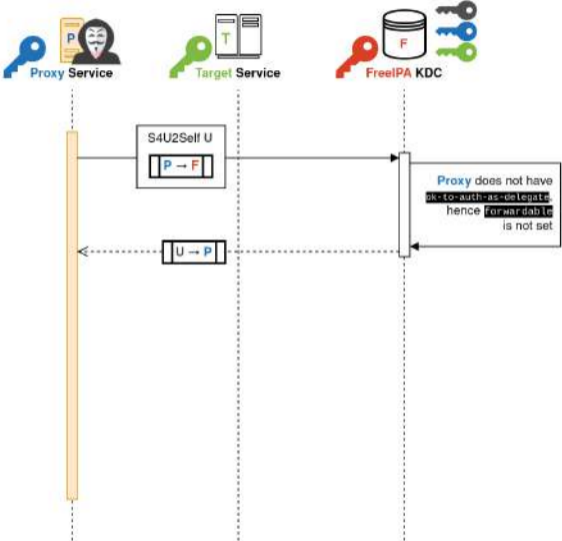 P
T
F
Proxy Service
Target Service
FreeIPA KDC
S4U2Self U
P → F
Proxy does not have
ok-to-auth-as-delegate,
hence forwardable
is not set
U → P